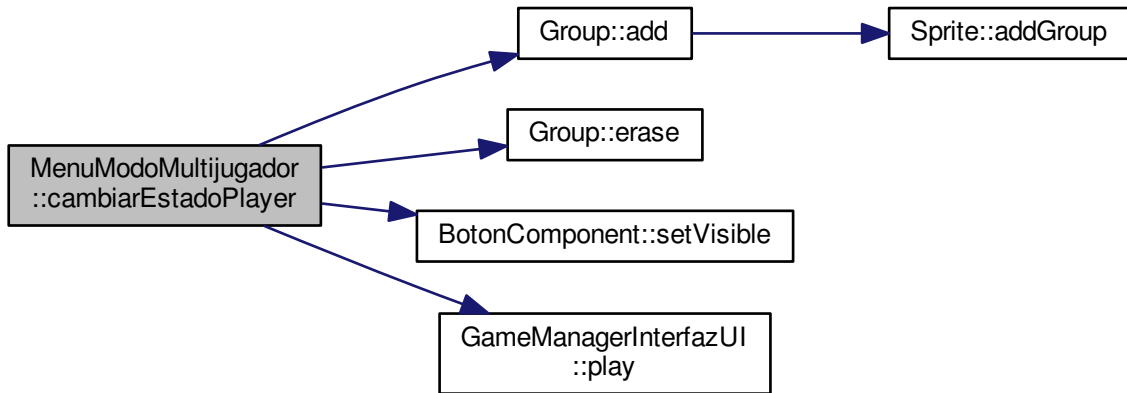 Group::add
Sprite::addGroup
Group::erase
MenuModoMultijugador
::cambiarEstadoPlayer
BotonComponent::setVisible
GameManagerInterfazUI
::play